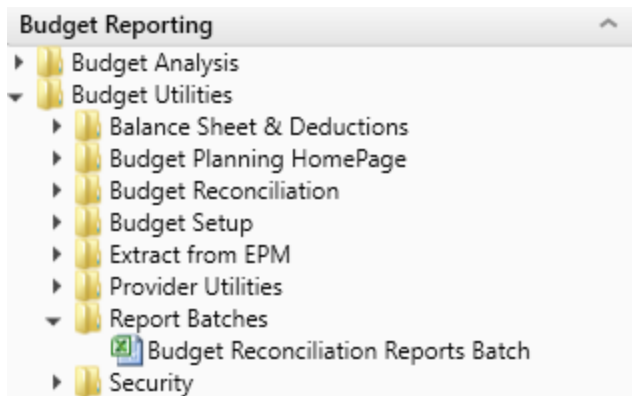 Budget Reporting
Budget Analysis
Budget Utilities
Balance Sheet & Deductions
Budget Planning HomePage
Budget Reconciliation
Budget Setup
Extract from EPM
Provider Utilities
Report Batches
Budget Reconciliation Reports Batch
Security